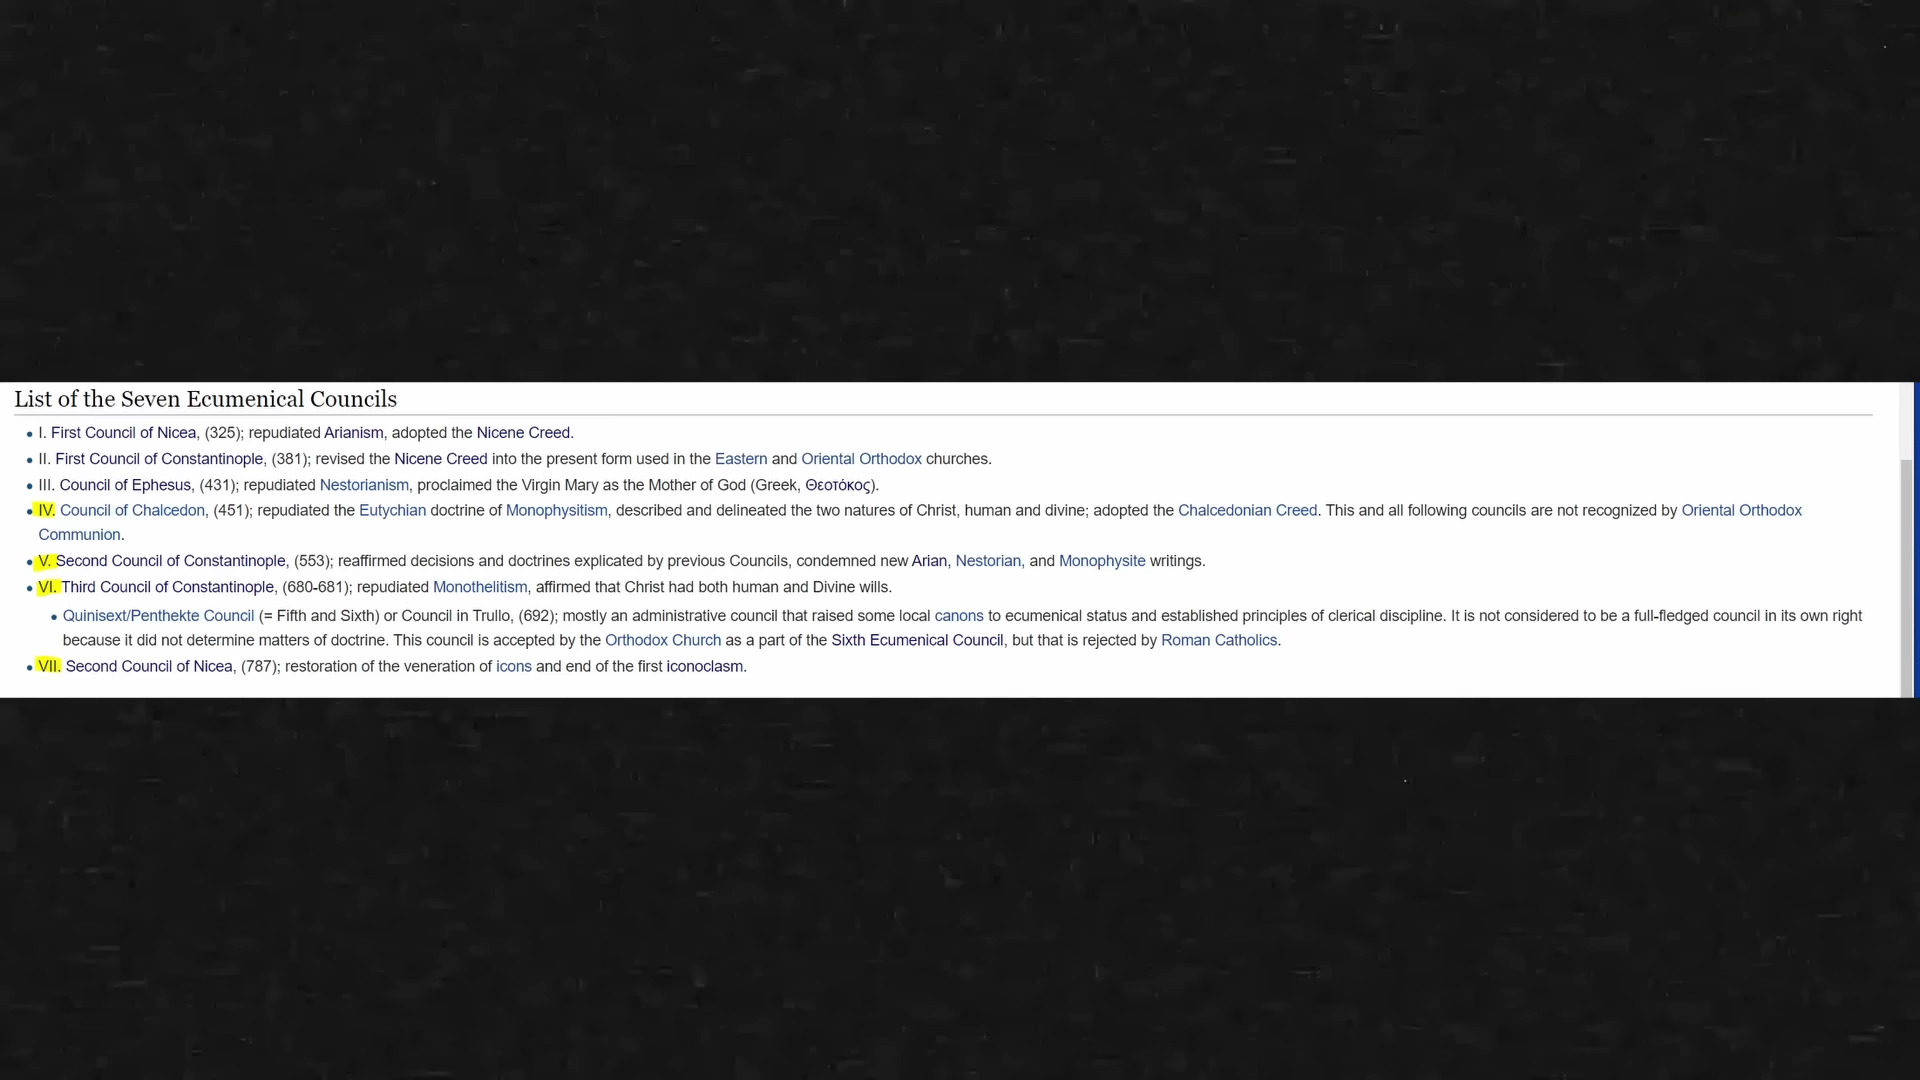 List of the Seven Ecumenical Councils
• I. First Council of Nicea, (325); repudiated Arianism, adopted the Nicene Creed.
• II. First Council of Constantinople, (381); revised the Nicene Creed into the present form used in the Eastern and Oriental Orthodox churches.
• III. Council of Ephesus, (431); repudiated Nestorianism, proclaimed the Virgin Mary as the Mother of God (Greek, Θεοτόκος).
• IV. Council of Chalcedon, (451); repudiated the Eutychian doctrine of Monophysitism, described and delineated the two natures of Christ, human and divine; adopted the Chalcedonian Creed. This and all following councils are not recognized by Oriental Orthodox
Communion.
• V. Second Council of Constantinople, (553); reaffirmed decisions and doctrines explicated by previous Councils, condemned new Arian, Nestorian, and Monophysite writings.
• VI. Third Council of Constantinople, (680-681); repudiated Monothelitism, affirmed that Christ had both human and Divine wills.
• Quinisext/Penthekte Council (= Fifth and Sixth) or Council in Trullo, (692); mostly an administrative council that raised some local canons to ecumenical status and established principles of clerical discipline. It is not considered to be a full-fledged council in its own right
because it did not determine matters of doctrine. This council is accepted by the Orthodox Church as a part of the Sixth Ecumenical Council, but that is rejected by Roman Catholics.
• VII. Second Council of Nicea, (787); restoration of the veneration of icons and end of the first iconoclasm.